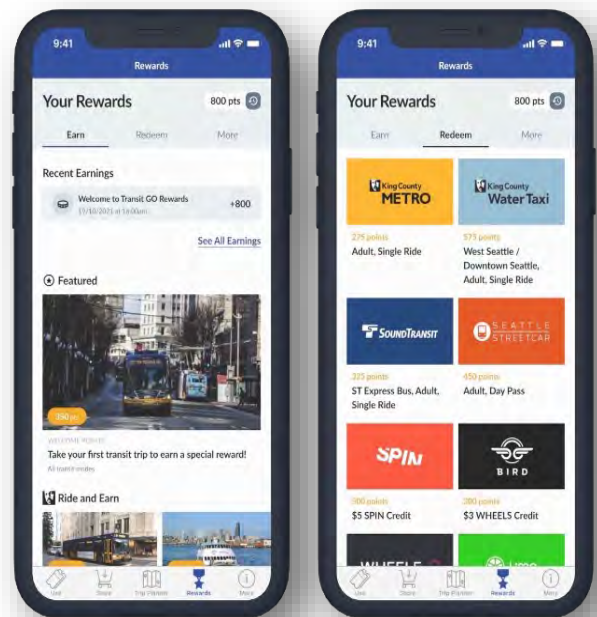 9:41
Rewards
Your Rewards
800 pts
Earn
Redeem
More
Recent Earnings
Welcome to Transit GO Rewards
+800
See All Earnings
Featured
350 pts
WELCOME BONUS
Take your first transit trip to earn a special reward!
All transit modes
Ride and Earn
Use
Store
Trip Planner
Rewards
More
9:41
Rewards
Your Rewards
800 pts
Earn
Redeem
More
King County
METRO
275 points
Adult, Single Ride
King County
Water Taxi
575 points
West Seattle /
Downtown Seattle,
Adult, Single Ride
SOUNDTRANSIT
325 points
ST Express Bus, Adult,
Single Ride
SEATTLE
STREETCAR
450 points
Adult, Day Pass
SPIN
500 points
$5 SPIN Credit
BIRD
300 points
$3 WHEELS Credit
WHEELS
Lime
Use
Store
Trip Planner
Rewards
More